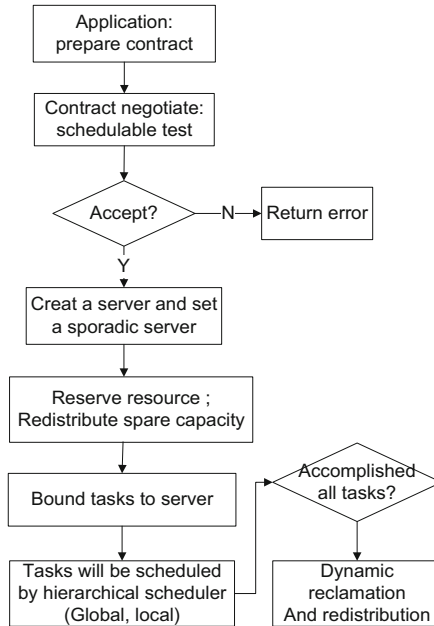 Application:
prepare contract
Contract negotiate:
schedulable test
Accept?
N
Return error
Y
Creat a server and set
a sporadic server
Reserve resource ;
Redistribute spare capacity
Bound tasks to server
Tasks will be scheduled
by hierarchical scheduler
(Global, local)
Accomplished
all tasks?
Dynamic
reclamation
And redistribution